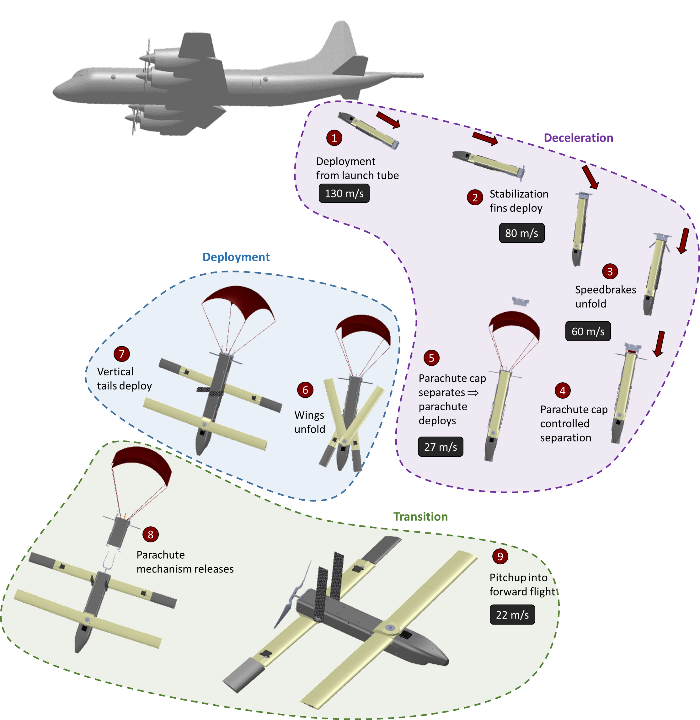 Deceleration
1
Deployment
from launch tube
130 m/s
2
Stabilization
fins deploy
80 m/s
3
Speedbrakes
unfold
60 m/s
4
Parachute cap
controlled
separation
5
Parachute cap
separates ⇒
parachute
deploys
27 m/s
Deployment
6
Wings
unfold
7
Vertical
tails deploy
Transition
8
Parachute
mechanism releases
9
Pitchup into
forward flight
22 m/s